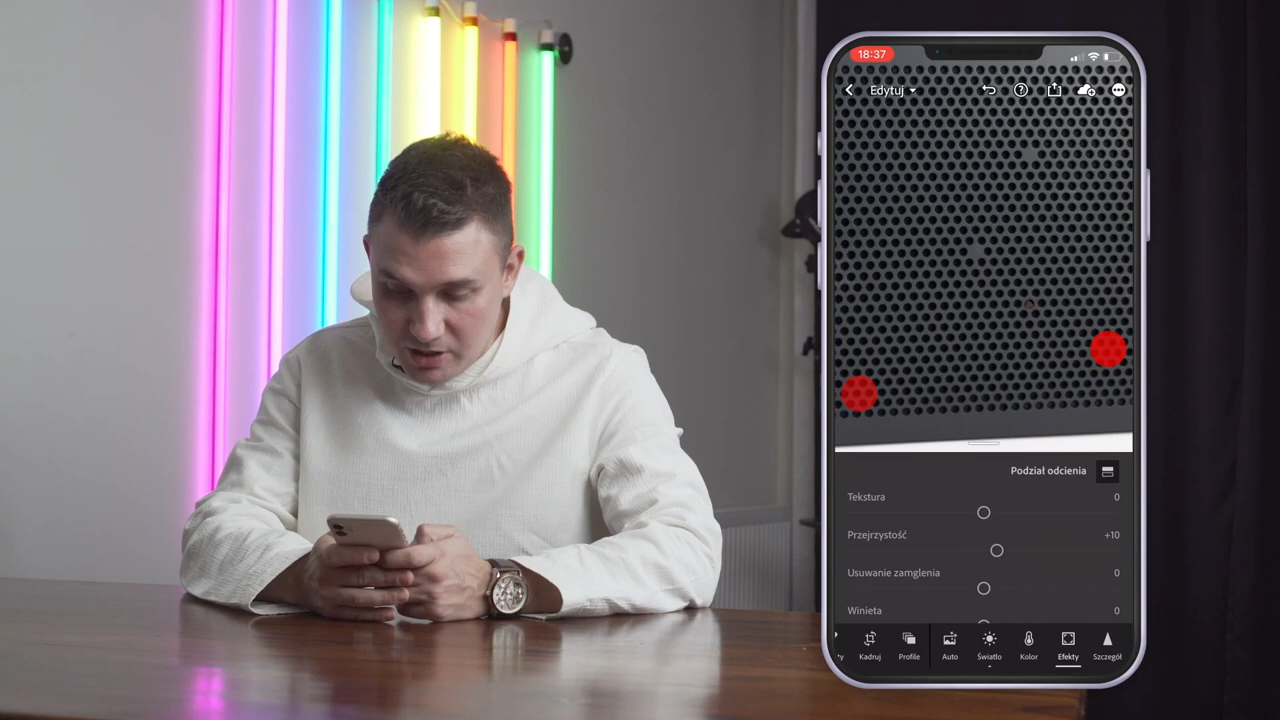 18:37
Edytuj
Podział odcienia
Tekstura 0
Przejrzystość +10
Usuwanie zamglenia 0
Winieta 0
ty Kadruj Profile Auto Światło Kolor Efekty Szczegół